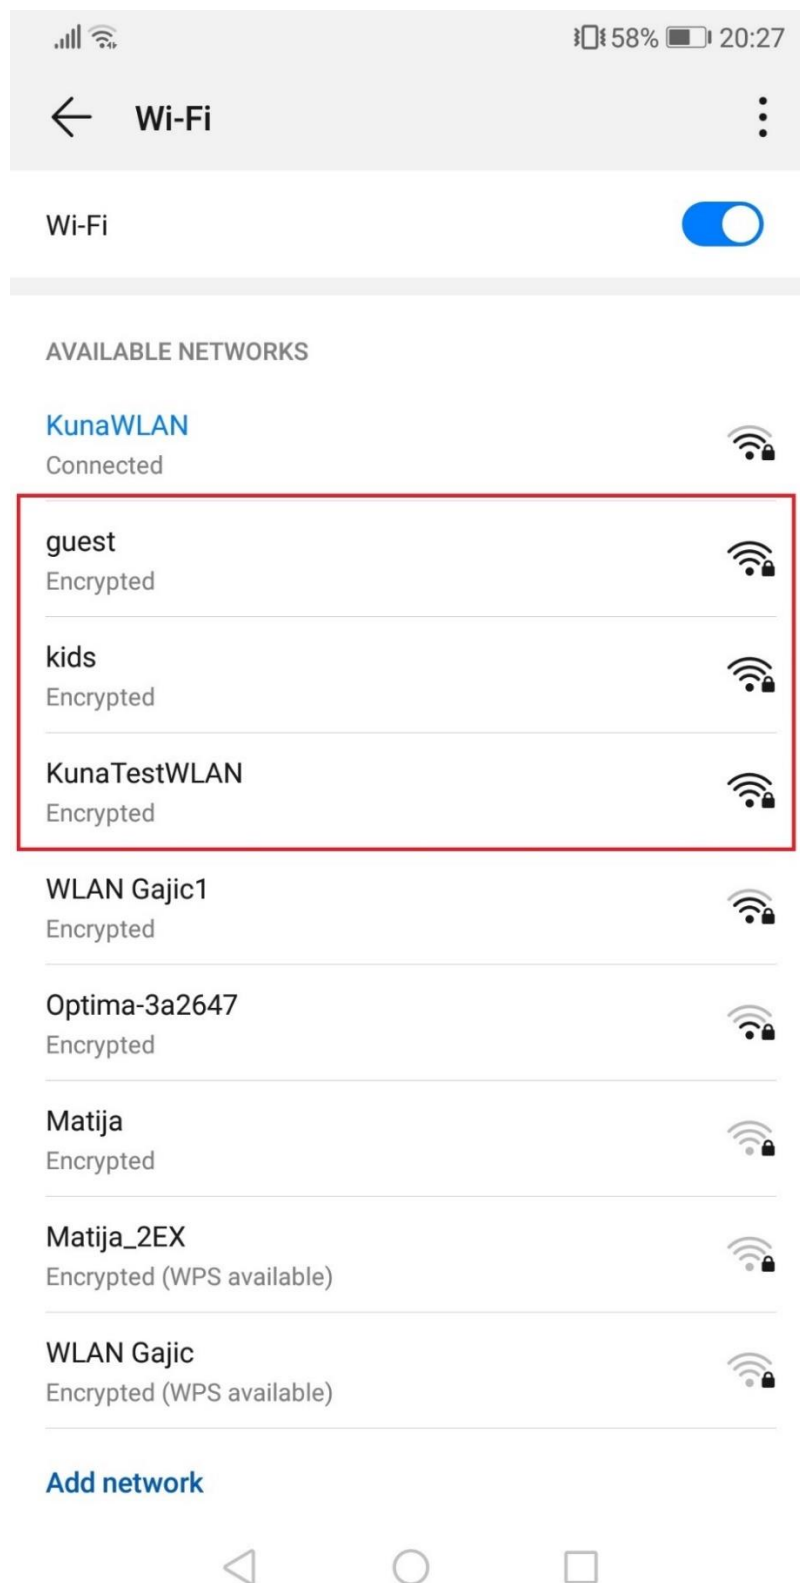 58% 20:27
Wi-Fi
Wi-Fi
AVAILABLE NETWORKS
KunaWLAN
Connected
guest
Encrypted
kids
Encrypted
KunaTestWLAN
Encrypted
WLAN Gajic1
Encrypted
Optima-3a2647
Encrypted
Matija
Encrypted
Matija_2EX
Encrypted (WPS available)
WLAN Gajic
Encrypted (WPS available)
Add network